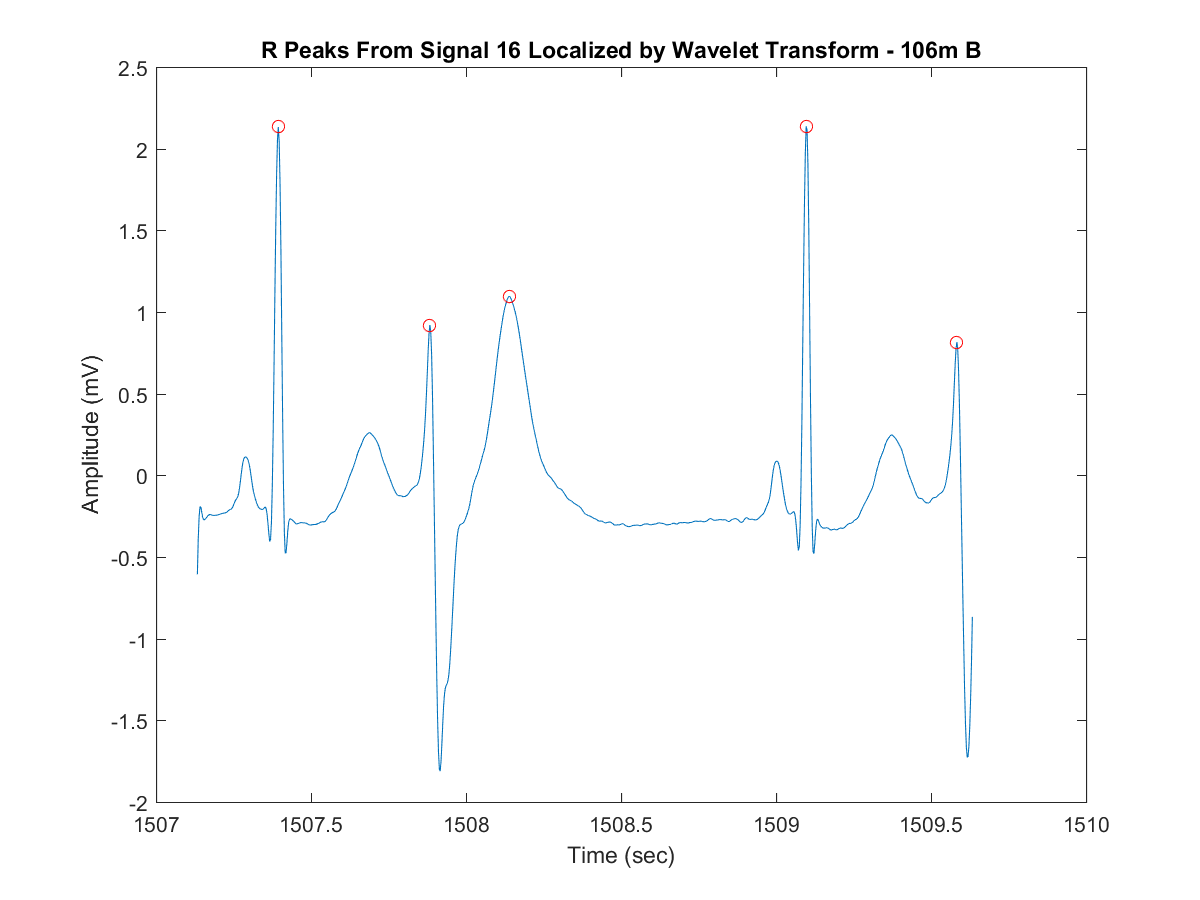 R Peaks From Signal 16 Localized by Wavelet Transform - 106m B
2.5
2
1.5
1
0.5
0
-0.5
-1
-1.5
-2
Amplitude (mV)
1507 1507.5 1508 1508.5 1509 1509.5 1510
Time (sec)